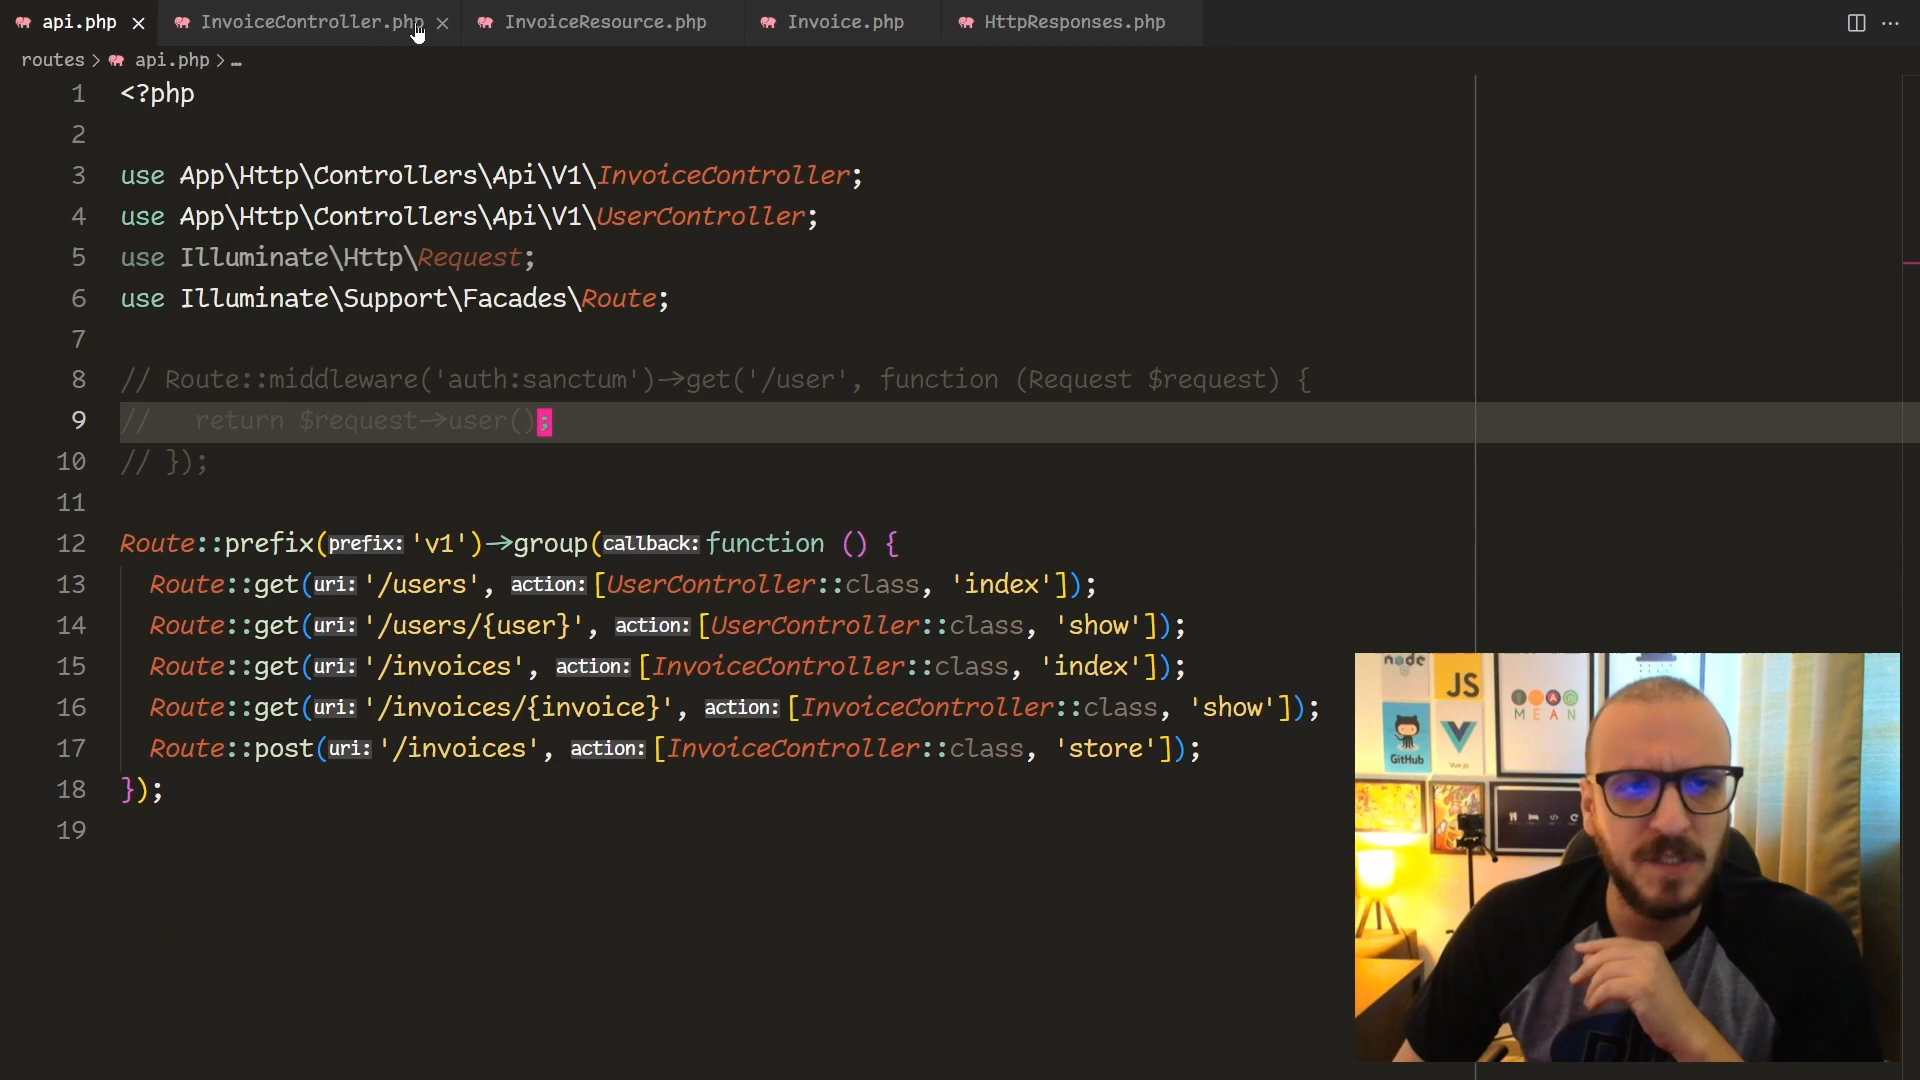 api.php InvoiceController.php InvoiceResource.php Invoice.php HttpResponses.php
routes > api.php > …
1 <?php
2
3 use App\Http\Controllers\Api\V1\InvoiceController;
4 use App\Http\Controllers\Api\V1\UserController;
5 use Illuminate\Http\Request;
6 use Illuminate\Support\Facades\Route;
7
8 // Route::middleware('auth:sanctum')->get('/user', function (Request $request) {
9 //   return $request->user();
10 // });
11
12 Route::prefix(prefix: 'v1')->group(callback: function () {
13   Route::get(uri: '/users', action: [UserController::class, 'index']);
14   Route::get(uri: '/users/{user}', action: [UserController::class, 'show']);
15   Route::get(uri: '/invoices', action: [InvoiceController::class, 'index']);
16   Route::get(uri: '/invoices/{invoice}', action: [InvoiceController::class, 'show']);
17   Route::post(uri: '/invoices', action: [InvoiceController::class, 'store']);
18 });
19
node
JS
MEAN
GitHub
Vue js